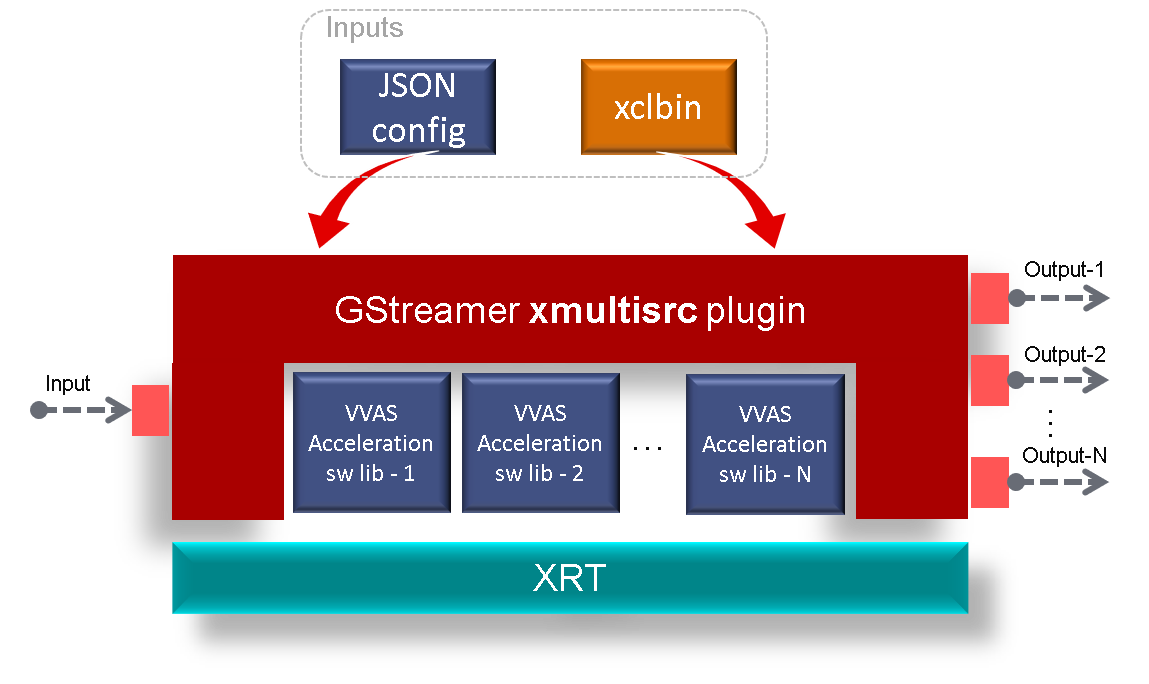 Inputs
JSON
config
xclbin
GStreamer xmultisrc plugin
Input
VVAS
Acceleration
sw lib - 1
VVAS
Acceleration
sw lib - 2
. . .
VVAS
Acceleration
sw lib - N
Output-1
Output-2
Output-N
XRT